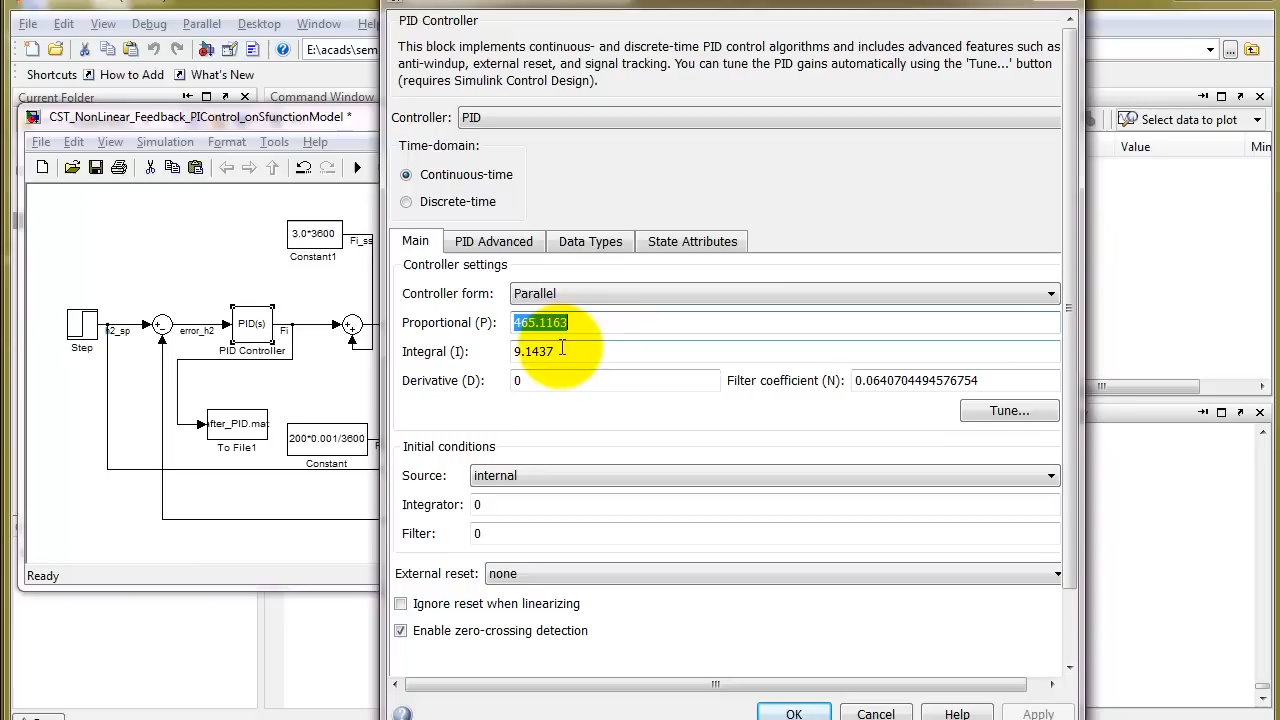 File Edit View Debug Parallel Desktop Window
E:\acads\sem
Shortcuts How to Add What's New
Current Folder
Command Window
Select data to plot
Value
Min
CST_NonLinear_Feedback_PIControl_onSfunctionModel *
File Edit View Simulation Format Tools Help
3.0*3600
Fi_ss
Constant1
h2_sp
error_h2
PID(s)
Fi
Step
PID Controller
To File1
200*0.001/3600
Constant
Ready
PID Controller
This block implements continuous- and discrete-time PID control algorithms and includes advanced features such as
anti-windup, external reset, and signal tracking. You can tune the PID gains automatically using the 'Tune...' button
(requires Simulink Control Design).
Controller: PID
Time-domain:
Continuous-time
Discrete-time
Main PID Advanced Data Types State Attributes
Controller settings
Controller form: Parallel
Proportional (P): 465.1163
Integral (I): 9.1437
Derivative (D): 0 Filter coefficient (N): 0.0640704494576754
Tune...
Initial conditions
Source: internal
Integrator: 0
Filter: 0
External reset: none
Ignore reset when linearizing
Enable zero-crossing detection
OK Cancel Help Apply